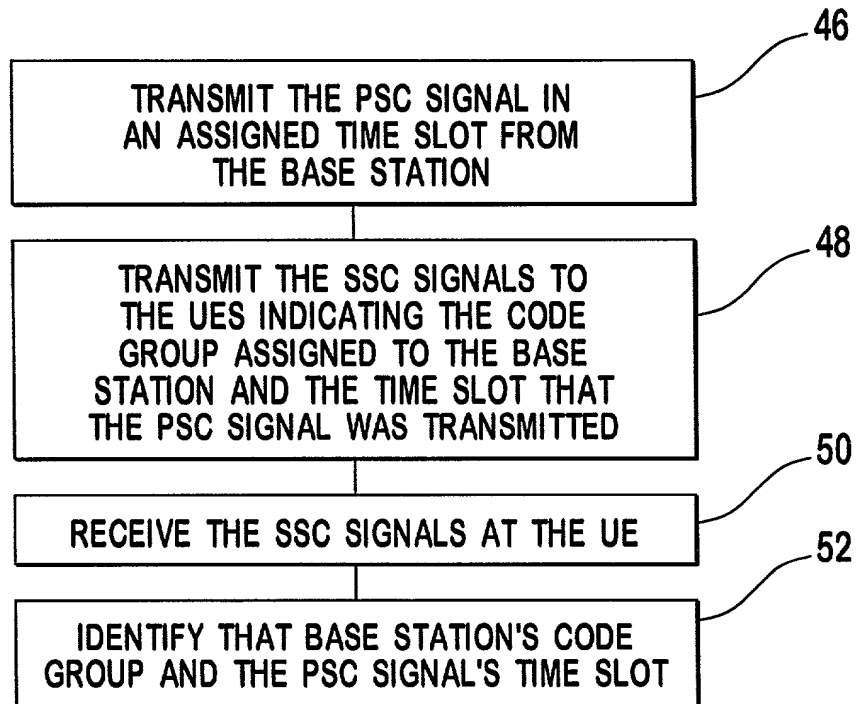 46
TRANSMIT THE PSC SIGNAL IN
AN ASSIGNED TIME SLOT FROM
THE BASE STATION
48
TRANSMIT THE SSC SIGNALS TO
THE UES INDICATING THE CODE
GROUP ASSIGNED TO THE BASE
STATION AND THE TIME SLOT THAT
THE PSC SIGNAL WAS TRANSMITTED
50
RECEIVE THE SSC SIGNALS AT THE UE
52
IDENTIFY THAT BASE STATION'S CODE
GROUP AND THE PSC SIGNAL'S TIME SLOT